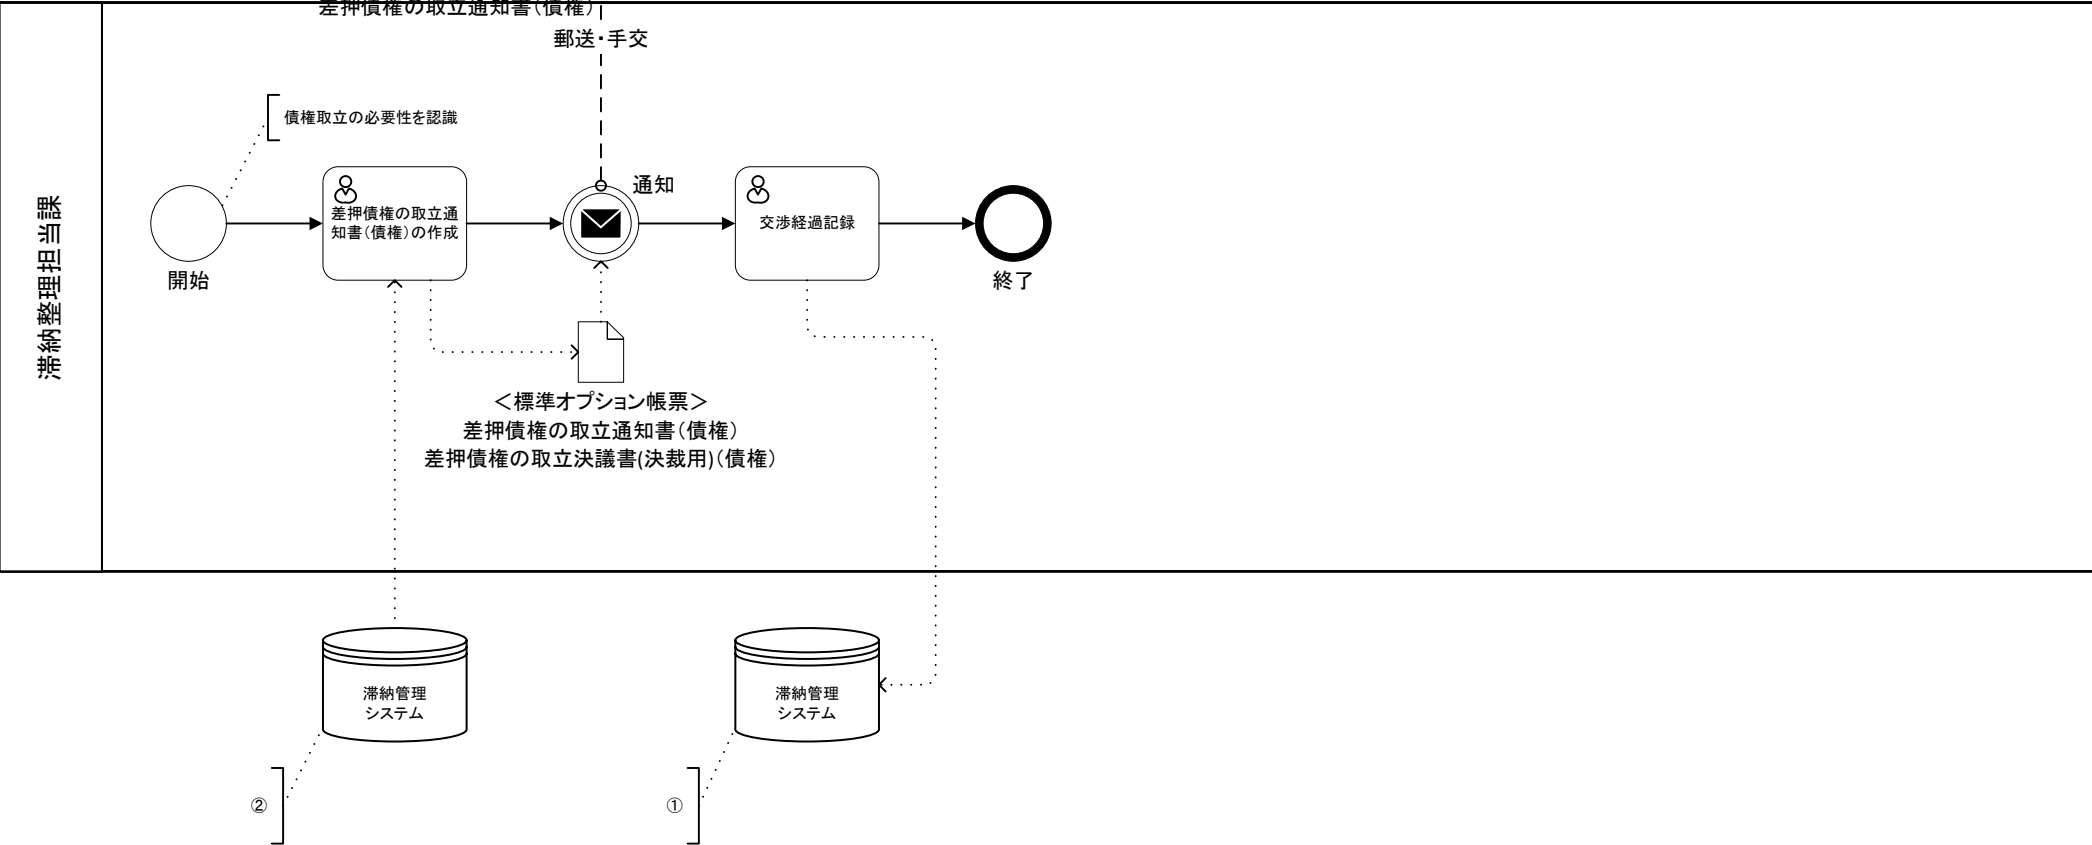 差押債権の取立通知書（債権）
郵送・手交
債権取立の必要性を認識
滞納整理担当課
開始
差押債権の取立通
知書（債権）の作成
通知
交渉経過記録
終了
＜標準オプション帳票＞
差押債権の取立通知書（債権）
差押債権の取立決議書(決裁用)（債権）
滞納管理
システム
滞納管理
システム
②
①